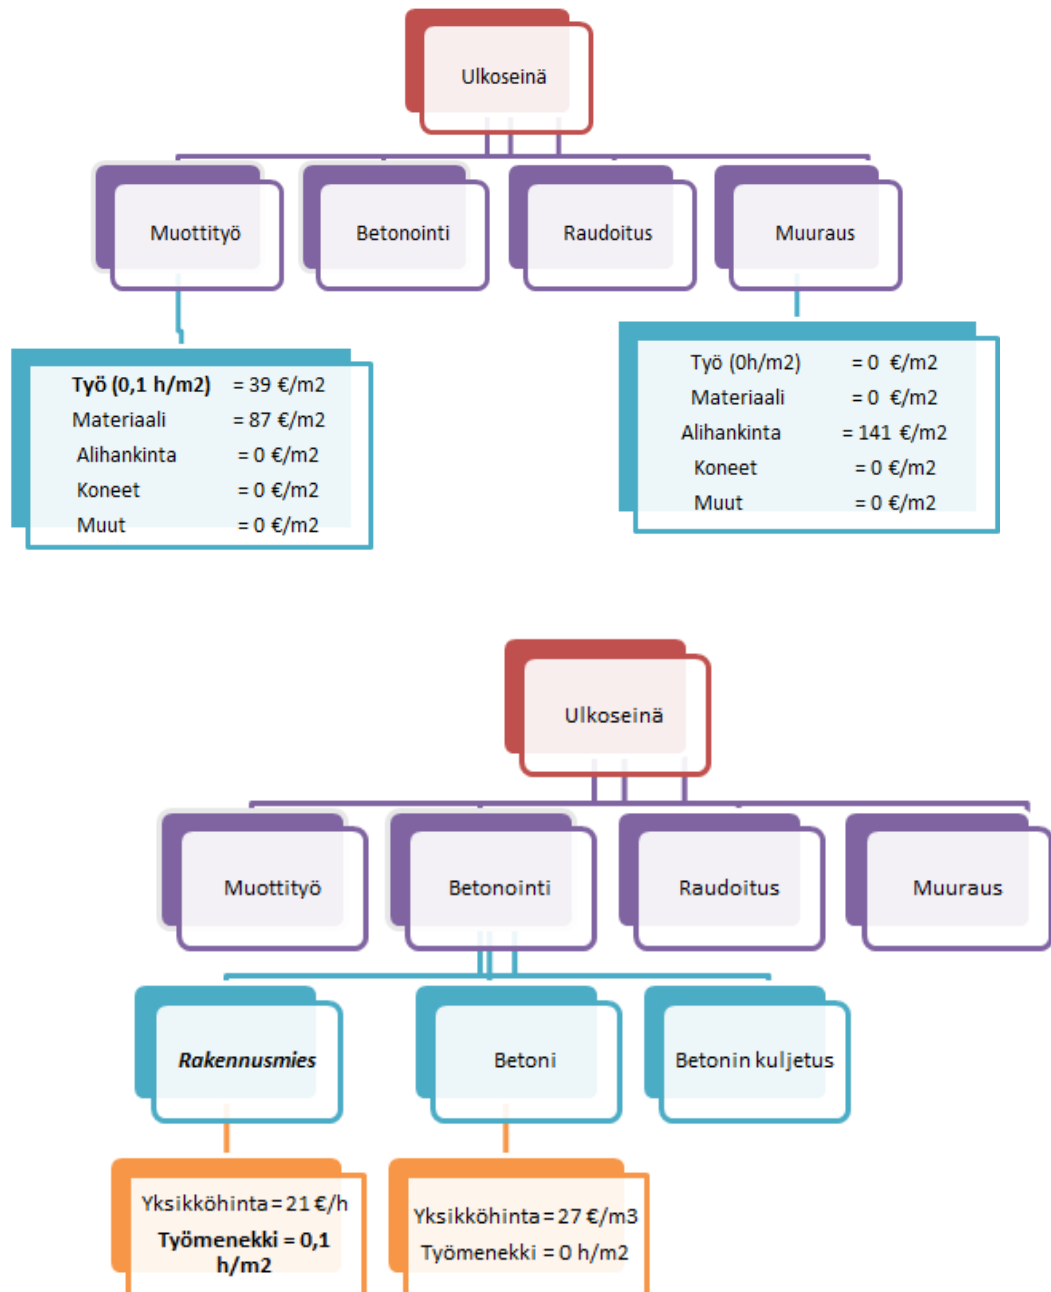 Ulkoseinä
Muottityö
Betonointi
Raudoitus
Muuraus
Työ (0,1 h/m2) = 39 €/m2
Materiaali = 87 €/m2
Alihankinta = 0 €/m2
Koneet = 0 €/m2
Muut = 0 €/m2
Työ (0h/m2) = 0 €/m2
Materiaali = 0 €/m2
Alihankinta = 141 €/m2
Koneet = 0 €/m2
Muut = 0 €/m2
Ulkoseinä
Muottityö
Betonointi
Raudoitus
Muuraus
Rakennusmies
Betoni
Betonin kuljetus
Yksikköhinta = 21 €/h
Työmenekki = 0,1
h/m2
Yksikköhinta = 27 €/m3
Työmenekki = 0 h/m2